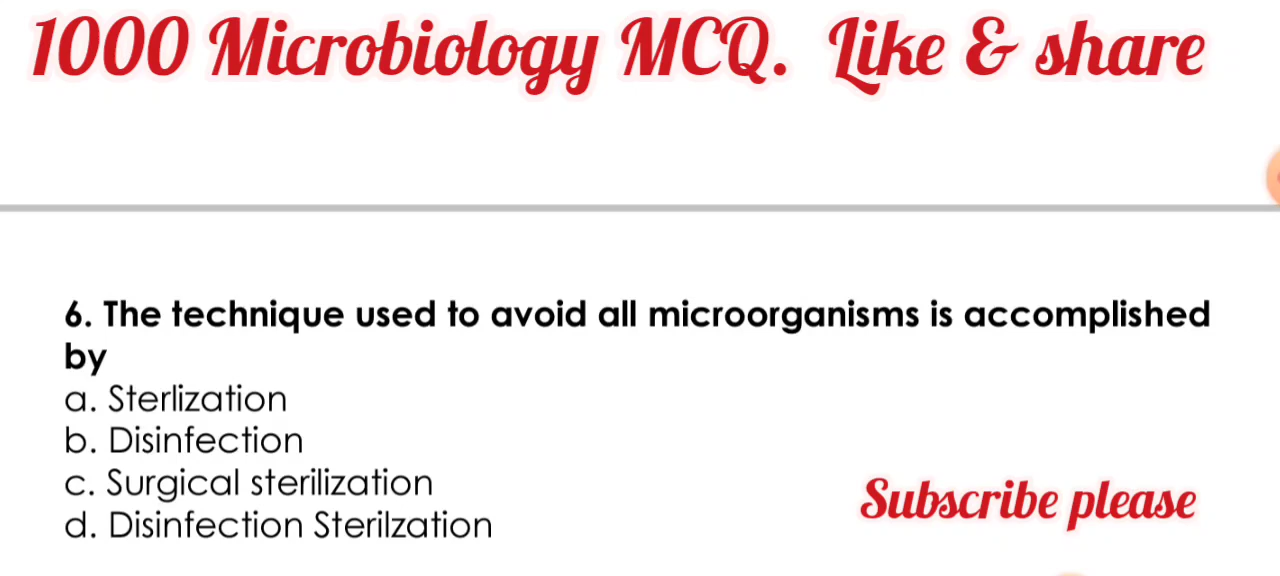 1000 Microbiology MCQ. Like & share
6. The technique used to avoid all microorganisms is accomplished
by
a. Sterlization
b. Disinfection
c. Surgical sterilization
d. Disinfection Sterilzation
Subscribe please